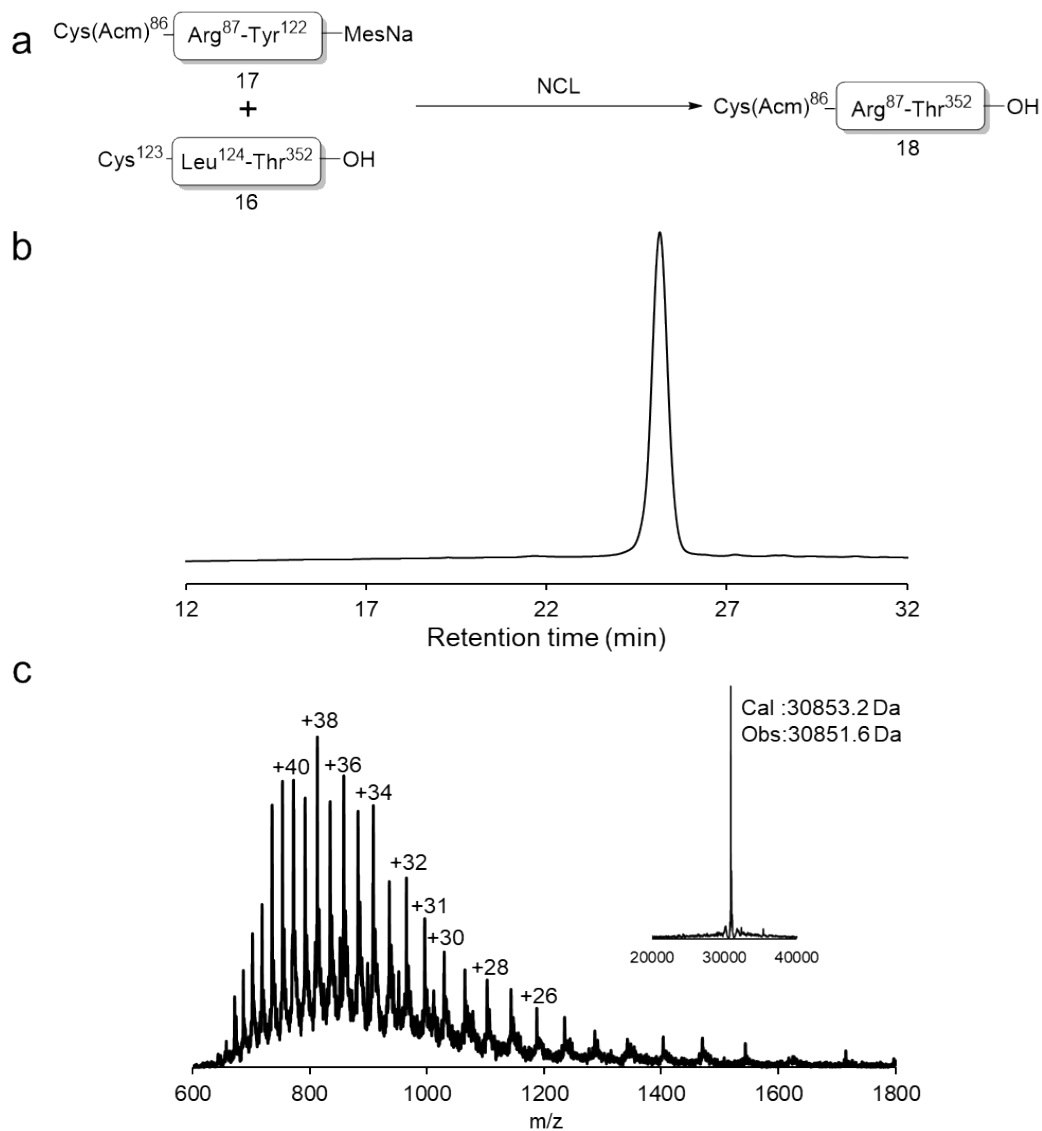 a
Cys(Acm)⁸⁶
Arg⁸⁷-Tyr¹²²
MesNa
17
+
Cys¹²³
Leu¹²⁴-Thr³⁵²
OH
16
NCL
Cys(Acm)⁸⁶
Arg⁸⁷-Thr³⁵²
OH
18
b
12 17 22 27 32
Retention time (min)
c
+38
+40
+36
+34
+32
+31
+30
+28
+26
Cal :30853.2 Da
Obs:30851.6 Da
20000 30000 40000
600 800 1000 1200 1400 1600 1800
m/z